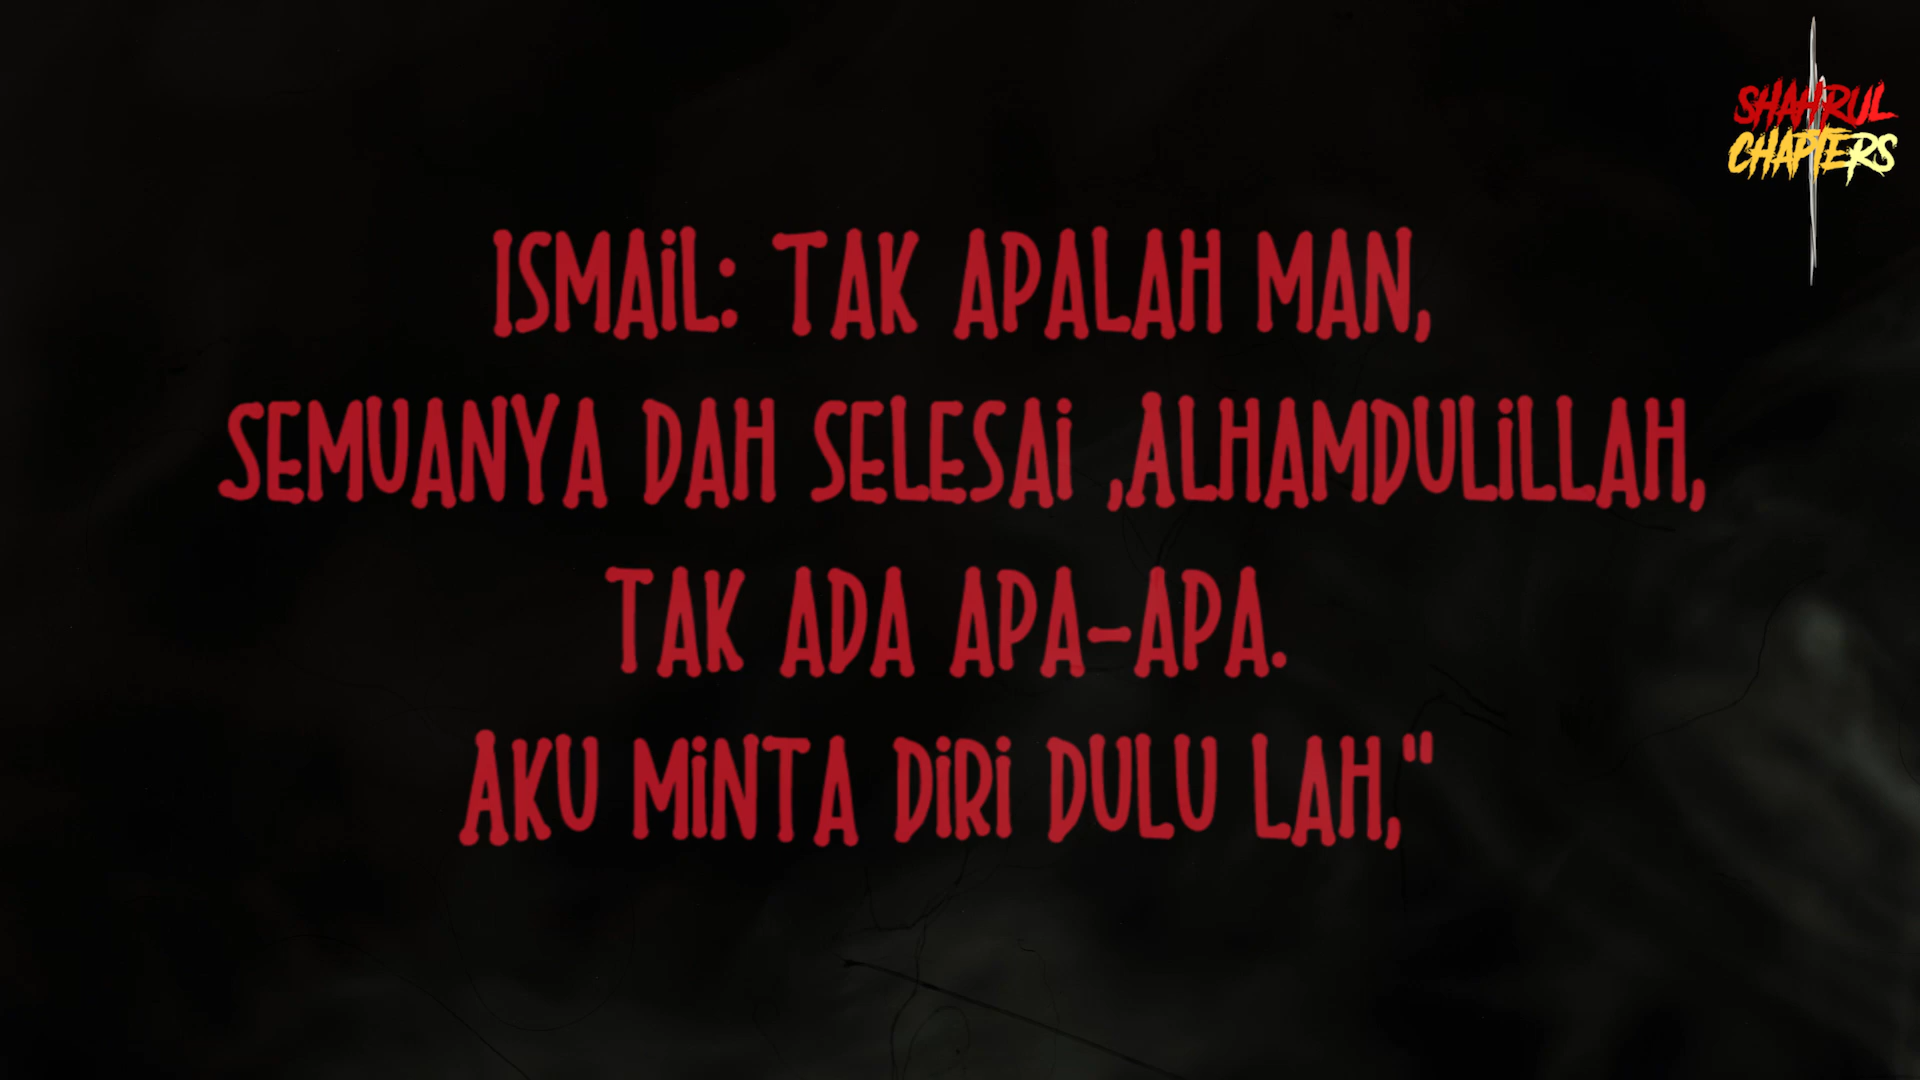 SHAHRUL
CHAPTERS
ISMAiL: TAK APALAH MAN,
SEMUANYA DAH SELESAi ,ALHAMDULiLLAH,
TAK ADA APA-APA.
AKU MiNTA DiRi DULU LAH,"